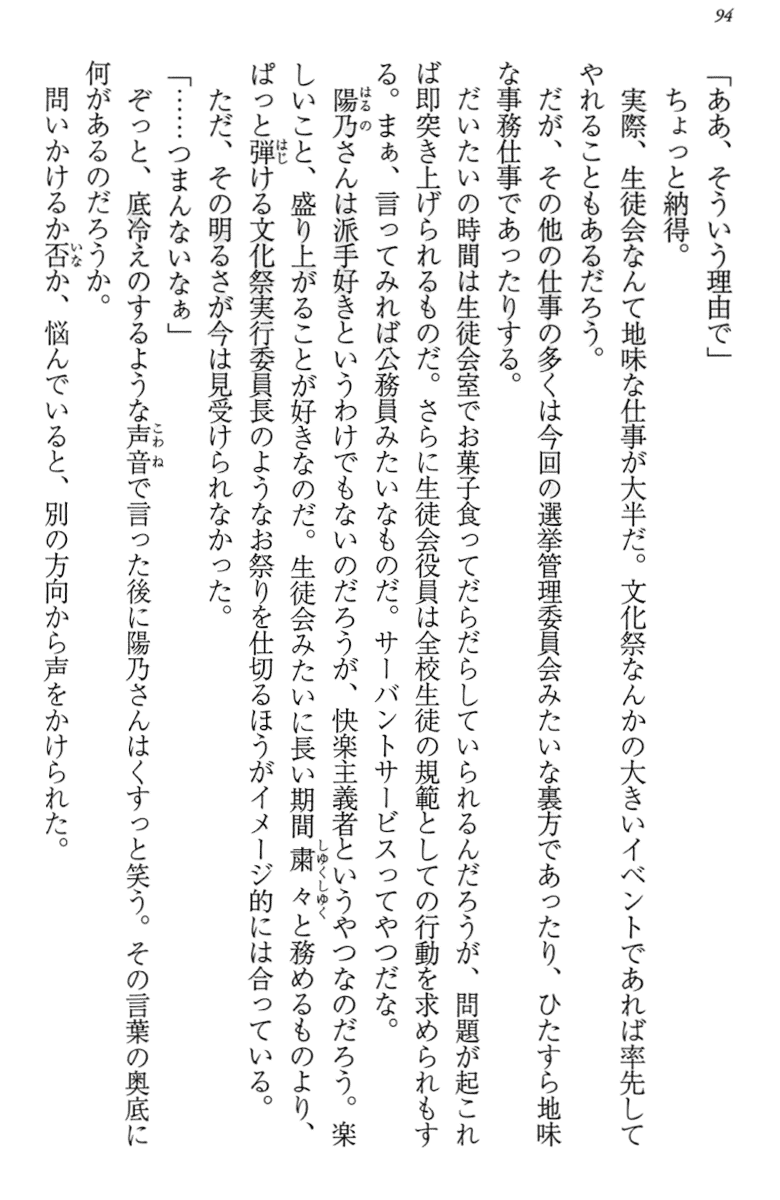 94
「ああ、そういう理由で」
ちょっと納得。
実際、生徒会なんて地味な仕事が大半だ。文化祭なんかの大きいイベントであれば率先して
やれることもあるだろう。
だが、その他の仕事の多くは今回の選挙管理委員会みたいな裏方であったり、ひたすら地味
な事務仕事であったりする。
だいたいの時間は生徒会室でお菓子食ってだらだらしていられるんだろうが、問題が起これ
ば即突き上げられるものだ。さらに生徒会役員は全校生徒の規範としての行動を求められもす
る。まぁ、言ってみれば公務員みたいなものだ。サーバントサービスってやつだな。
陽乃さんは派手好きというわけでもないのだろうが、快楽主義者というやつなのだろう。楽
しいこと、盛り上がることが好きなのだ。生徒会みたいに長い期間粛々と務めるものより、
ぱっと弾ける文化祭実行委員長のようなお祭りを仕切るほうがイメージ的には合っている。
ただ、その明るさが今は見受けられなかった。
「……つまんないなぁ」
ぞっと、底冷えのするような声音で言った後に陽乃さんはくすっと笑う。その言葉の奥底に
何があるのだろうか。
問いかけるか否か、悩んでいると、別の方向から声をかけられた。